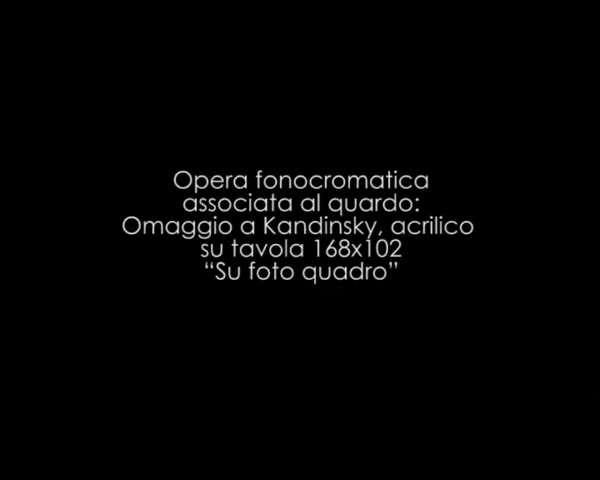 Opera fonocromatica
associata al quardo:
Omaggio a Kandinsky, acrilico
su tavola 168x102
“Su foto quadro”